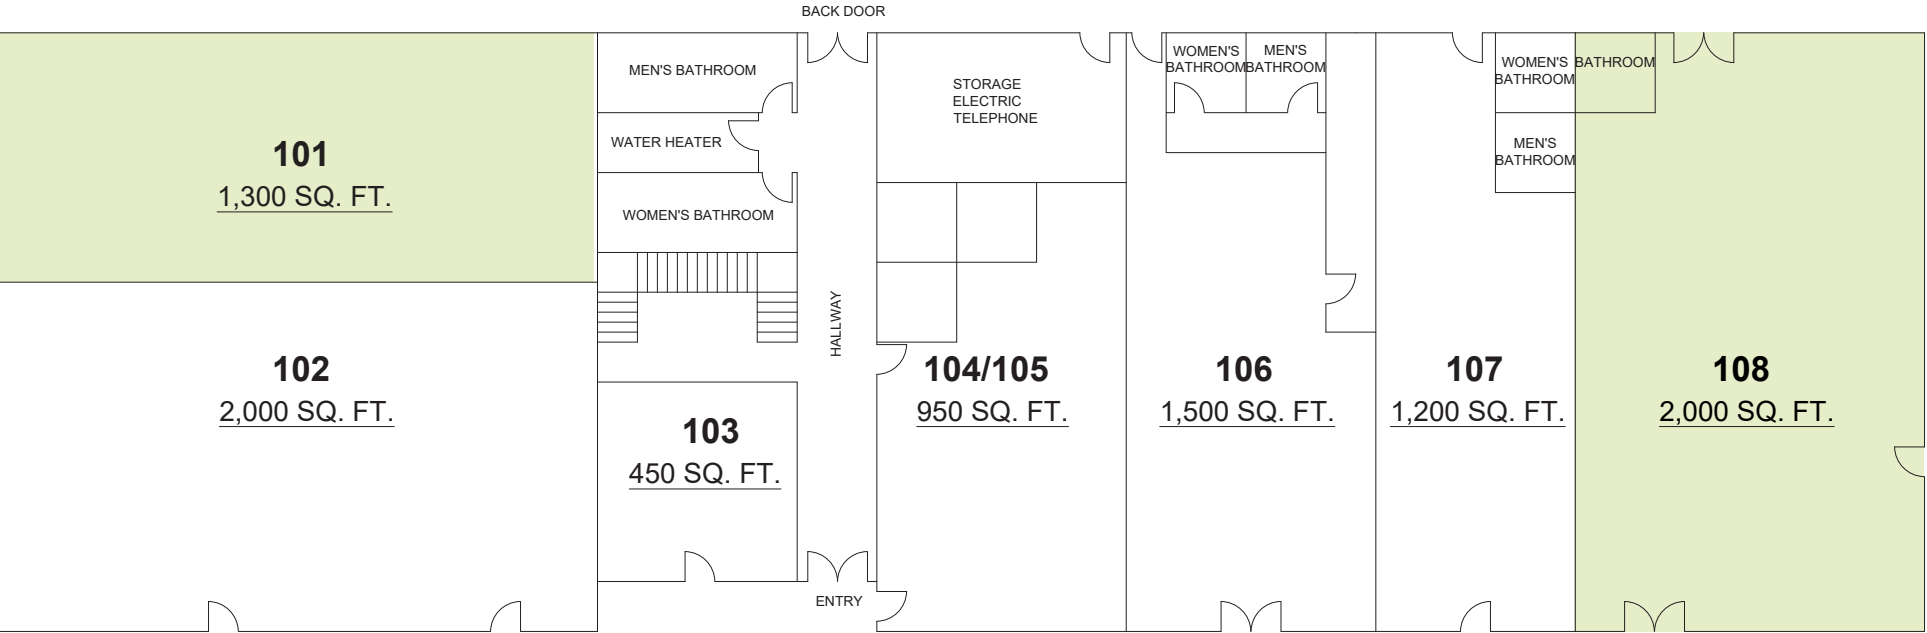 BACK DOOR
MEN'S BATHROOM
WATER HEATER
WOMEN'S BATHROOM
101
1,300 SQ. FT.
102
2,000 SQ. FT.
103
450 SQ. FT.
HALLWAY
ENTRY
STORAGE
ELECTRIC
TELEPHONE
104/105
950 SQ. FT.
WOMEN'S
BATHROOM
MEN'S
BATHROOM
106
1,500 SQ. FT.
WOMEN'S
BATHROOM
MEN'S
BATHROOM
107
1,200 SQ. FT.
BATHROOM
108
2,000 SQ. FT.